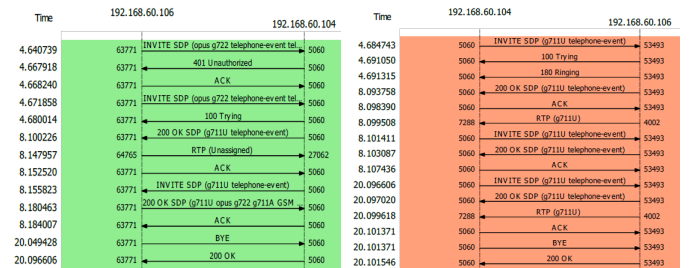 Time 192.168.60.106 192.168.60.104
4.640739 63771 INVITE SDP (opus g722 telephone-event tel... 5060
4.667918 63771 401 Unauthorized 5060
4.668240 63771 ACK 5060
4.671858 63771 INVITE SDP (opus g722 telephone-event tel... 5060
4.680014 63771 100 Trying 5060
8.100226 63771 200 OK SDP (g711U telephone-event) 5060
8.147957 64765 RTP (Unassigned) 27062
8.152520 63771 ACK 5060
8.155823 63771 INVITE SDP (g711U telephone-event) 5060
8.180463 63771 200 OK SDP (g711U opus g722 g711A GSM ... 5060
8.184007 63771 ACK 5060
20.049428 63771 BYE 5060
20.096606 63771 200 OK 5060
Time 192.168.60.104 192.168.60.106
4.684743 5060 INVITE SDP (g711U telephone-event) 53493
4.691050 5060 100 Trying 53493
4.691315 5060 180 Ringing 53493
8.093758 5060 200 OK SDP (g711U telephone-event) 53493
8.098390 5060 ACK 53493
8.099508 7288 RTP (g711U) 4002
8.101411 5060 INVITE SDP (g711U telephone-event) 53493
8.103087 5060 200 OK SDP (g711U telephone-event) 53493
8.107436 5060 ACK 53493
20.096606 5060 INVITE SDP (g711U telephone-event) 53493
20.097020 5060 200 OK SDP (g711U telephone-event) 53493
20.099618 7288 RTP (g711U) 4002
20.101371 5060 ACK 53493
20.101371 5060 BYE 53493
20.101546 5060 200 OK 53493